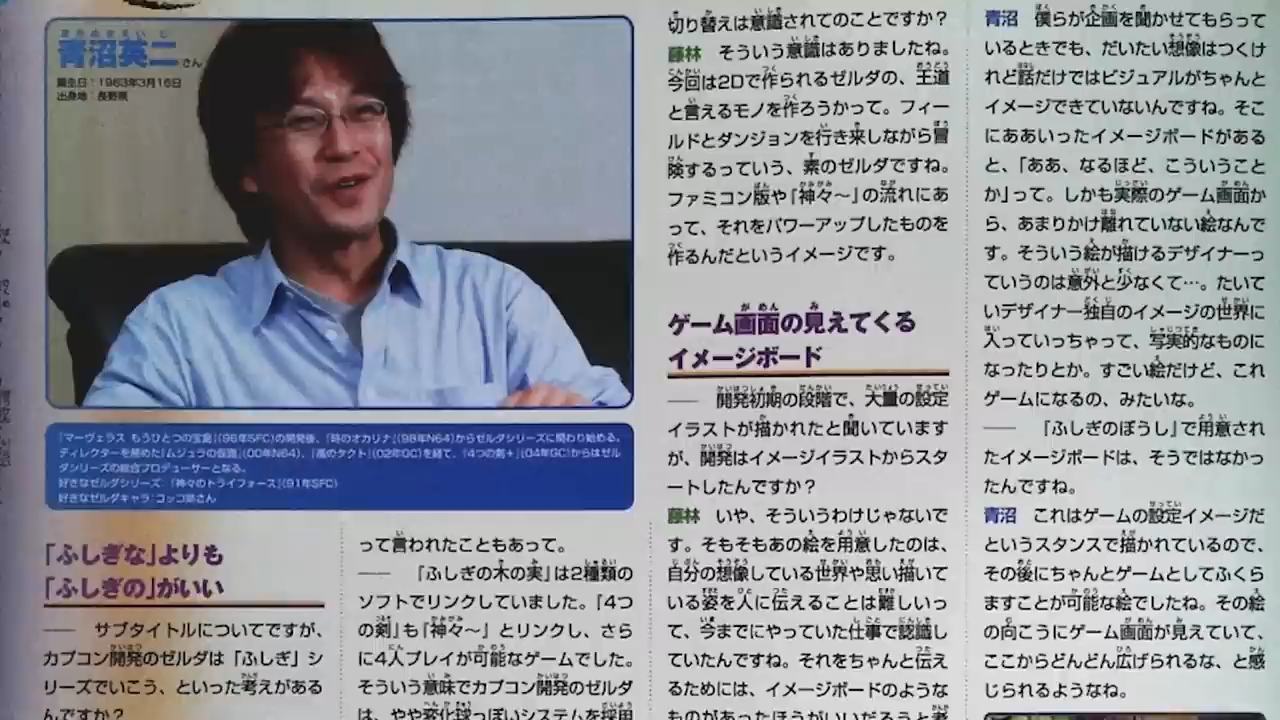 青沼英二さん
誕生日：1963年3月16日
出身地：長野県
『マーヴェラス もうひとつの宝島』(96年SFC)の開発後、『時のオカリナ』(98年N64)からゼルダシリーズに関わり始める。
ディレクターを務めた『ムジュラの仮面』(00年N64)、『風のタクト』(02年GC)を経て、『4つの剣＋』(04年GC)からはゼル
ダシリーズの総合プロデューサーとなる。
好きなゼルダシリーズ：『神々のトライフォース』(91年SFC)
好きなゼルダキャラ：コッコ姉さん
「ふしぎな」よりも
「ふしぎの」がいい
―― サブタイトルについてですが、
カプコン開発のゼルダは「ふしぎ」シ
リーズでいこう、といった考えがある
んですか？
って言われたこともあって。
―― 『ふしぎの木の実』は2種類の
ソフトでリンクしていました。『4つ
の剣』も『神々〜』とリンクし、さら
に4人プレイが可能なゲームでした。
そういう意味でカプコン開発のゼルダ
は、やや変化球っぽいシステムを採用
切り替えは意識されてのことですか？
藤林 そういう意識はありましたね。
今回は2Dで作られるゼルダの、王道
と言えるモノを作ろうかって。フィー
ルドとダンジョンを行き来しながら冒
険するっていう、素のゼルダですね。
ファミコン版や『神々〜』の流れにあ
って、それをパワーアップしたものを
作るんだというイメージです。
ゲーム画面の見えてくる
イメージボード
―― 開発初期の段階で、大量の設定
イラストが描かれたと聞いています
が、開発はイメージイラストからスタ
ートしたんですか？
藤林 いや、そういうわけじゃないで
す。そもそもあの絵を用意したのは、
自分の想像している世界や思い描いて
いる姿を人に伝えることは難しいっ
て、今までにやっていた仕事で認識し
ていたんですね。それをちゃんと伝え
るためには、イメージボードのような
ものがあったほうがいいだろうと考
青沼 僕らが企画を聞かせてもらって
いるときでも、だいたい想像はつくけ
れど話だけではビジュアルがちゃんと
イメージできていないんですね。そこ
にああいったイメージボードがある
と、「ああ、なるほど、こういうこと
か」って。しかも実際のゲーム画面か
ら、あまりかけ離れていない絵なんで
す。そういう絵が描けるデザイナーっ
ていうのは意外と少なくて…。たいて
いデザイナー独自のイメージの世界に
入っていっちゃって、写実的なものに
なったりとか。すごい絵だけど、これ
ゲームになるの、みたいな。
―― 『ふしぎのぼうし』で用意され
たイメージボードは、そうではなかっ
たんですね。
青沼 これはゲームの設定イメージだ
というスタンスで描かれているので、
その後にちゃんとゲームとしてふくら
ますことが可能な絵でしたね。その絵
の向こうにゲーム画面が見えていて、
ここからどんどん広げられるな、と感
じられるようなね。